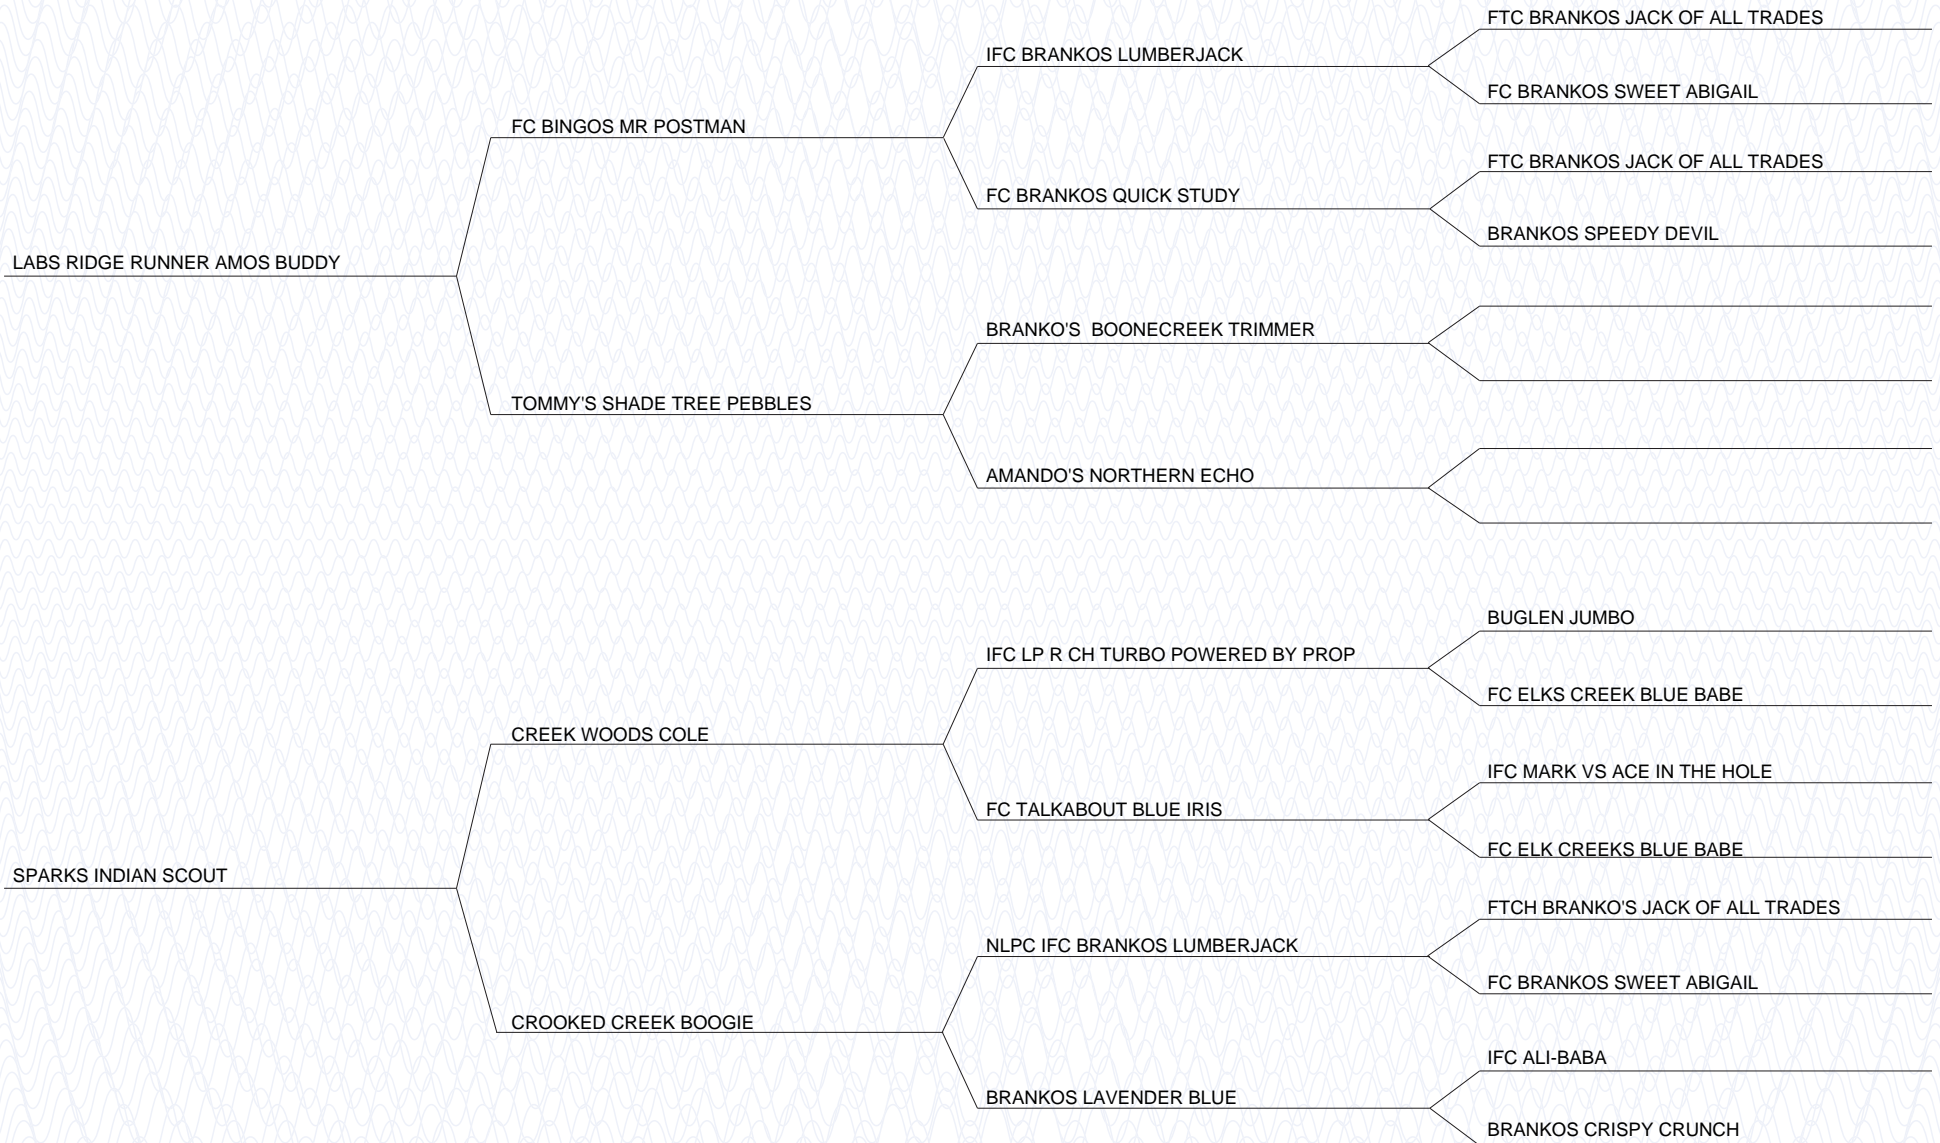 FTC BRANKOS JACK OF ALL TRADES
IFC BRANKOS LUMBERJACK
FC BRANKOS SWEET ABIGAIL
FC BINGOS MR POSTMAN
FTC BRANKOS JACK OF ALL TRADES
FC BRANKOS QUICK STUDY
BRANKOS SPEEDY DEVIL
LABS RIDGE RUNNER AMOS BUDDY
BRANKO'S  BOONECREEK TRIMMER
TOMMY'S SHADE TREE PEBBLES
AMANDO'S NORTHERN ECHO
BUGLEN JUMBO
IFC LP R CH TURBO POWERED BY PROP
FC ELKS CREEK BLUE BABE
CREEK WOODS COLE
IFC MARK VS ACE IN THE HOLE
FC TALKABOUT BLUE IRIS
FC ELK CREEKS BLUE BABE
SPARKS INDIAN SCOUT
FTCH BRANKO'S JACK OF ALL TRADES
NLPC IFC BRANKOS LUMBERJACK
FC BRANKOS SWEET ABIGAIL
CROOKED CREEK BOOGIE
IFC ALI-BABA
BRANKOS LAVENDER BLUE
BRANKOS CRISPY CRUNCH